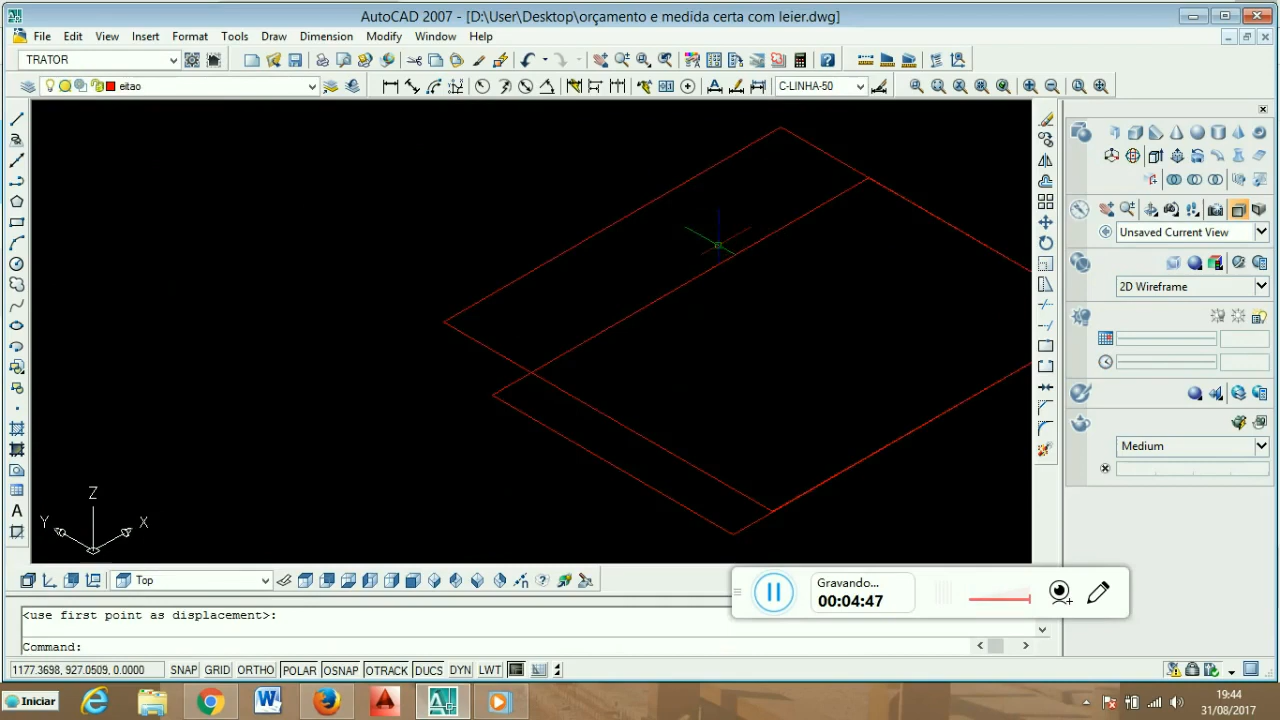 AutoCAD 2007 - [D:\User\Desktop\orçamento e medida certa com leier.dwg]
File Edit View Insert Format Tools Draw Dimension Modify Window Help
TRATOR
eitao
C-LINHA-50
Unsaved Current View
2D Wireframe
Medium
Z
Y
X
Top
<use first point as displacement>:
Command:
Gravando...
00:04:47
1177.3698, 927.0509, 0.0000
SNAP GRID ORTHO POLAR OSNAP OTRACK DUCS DYN LWT
Iniciar
19:44
31/08/2017